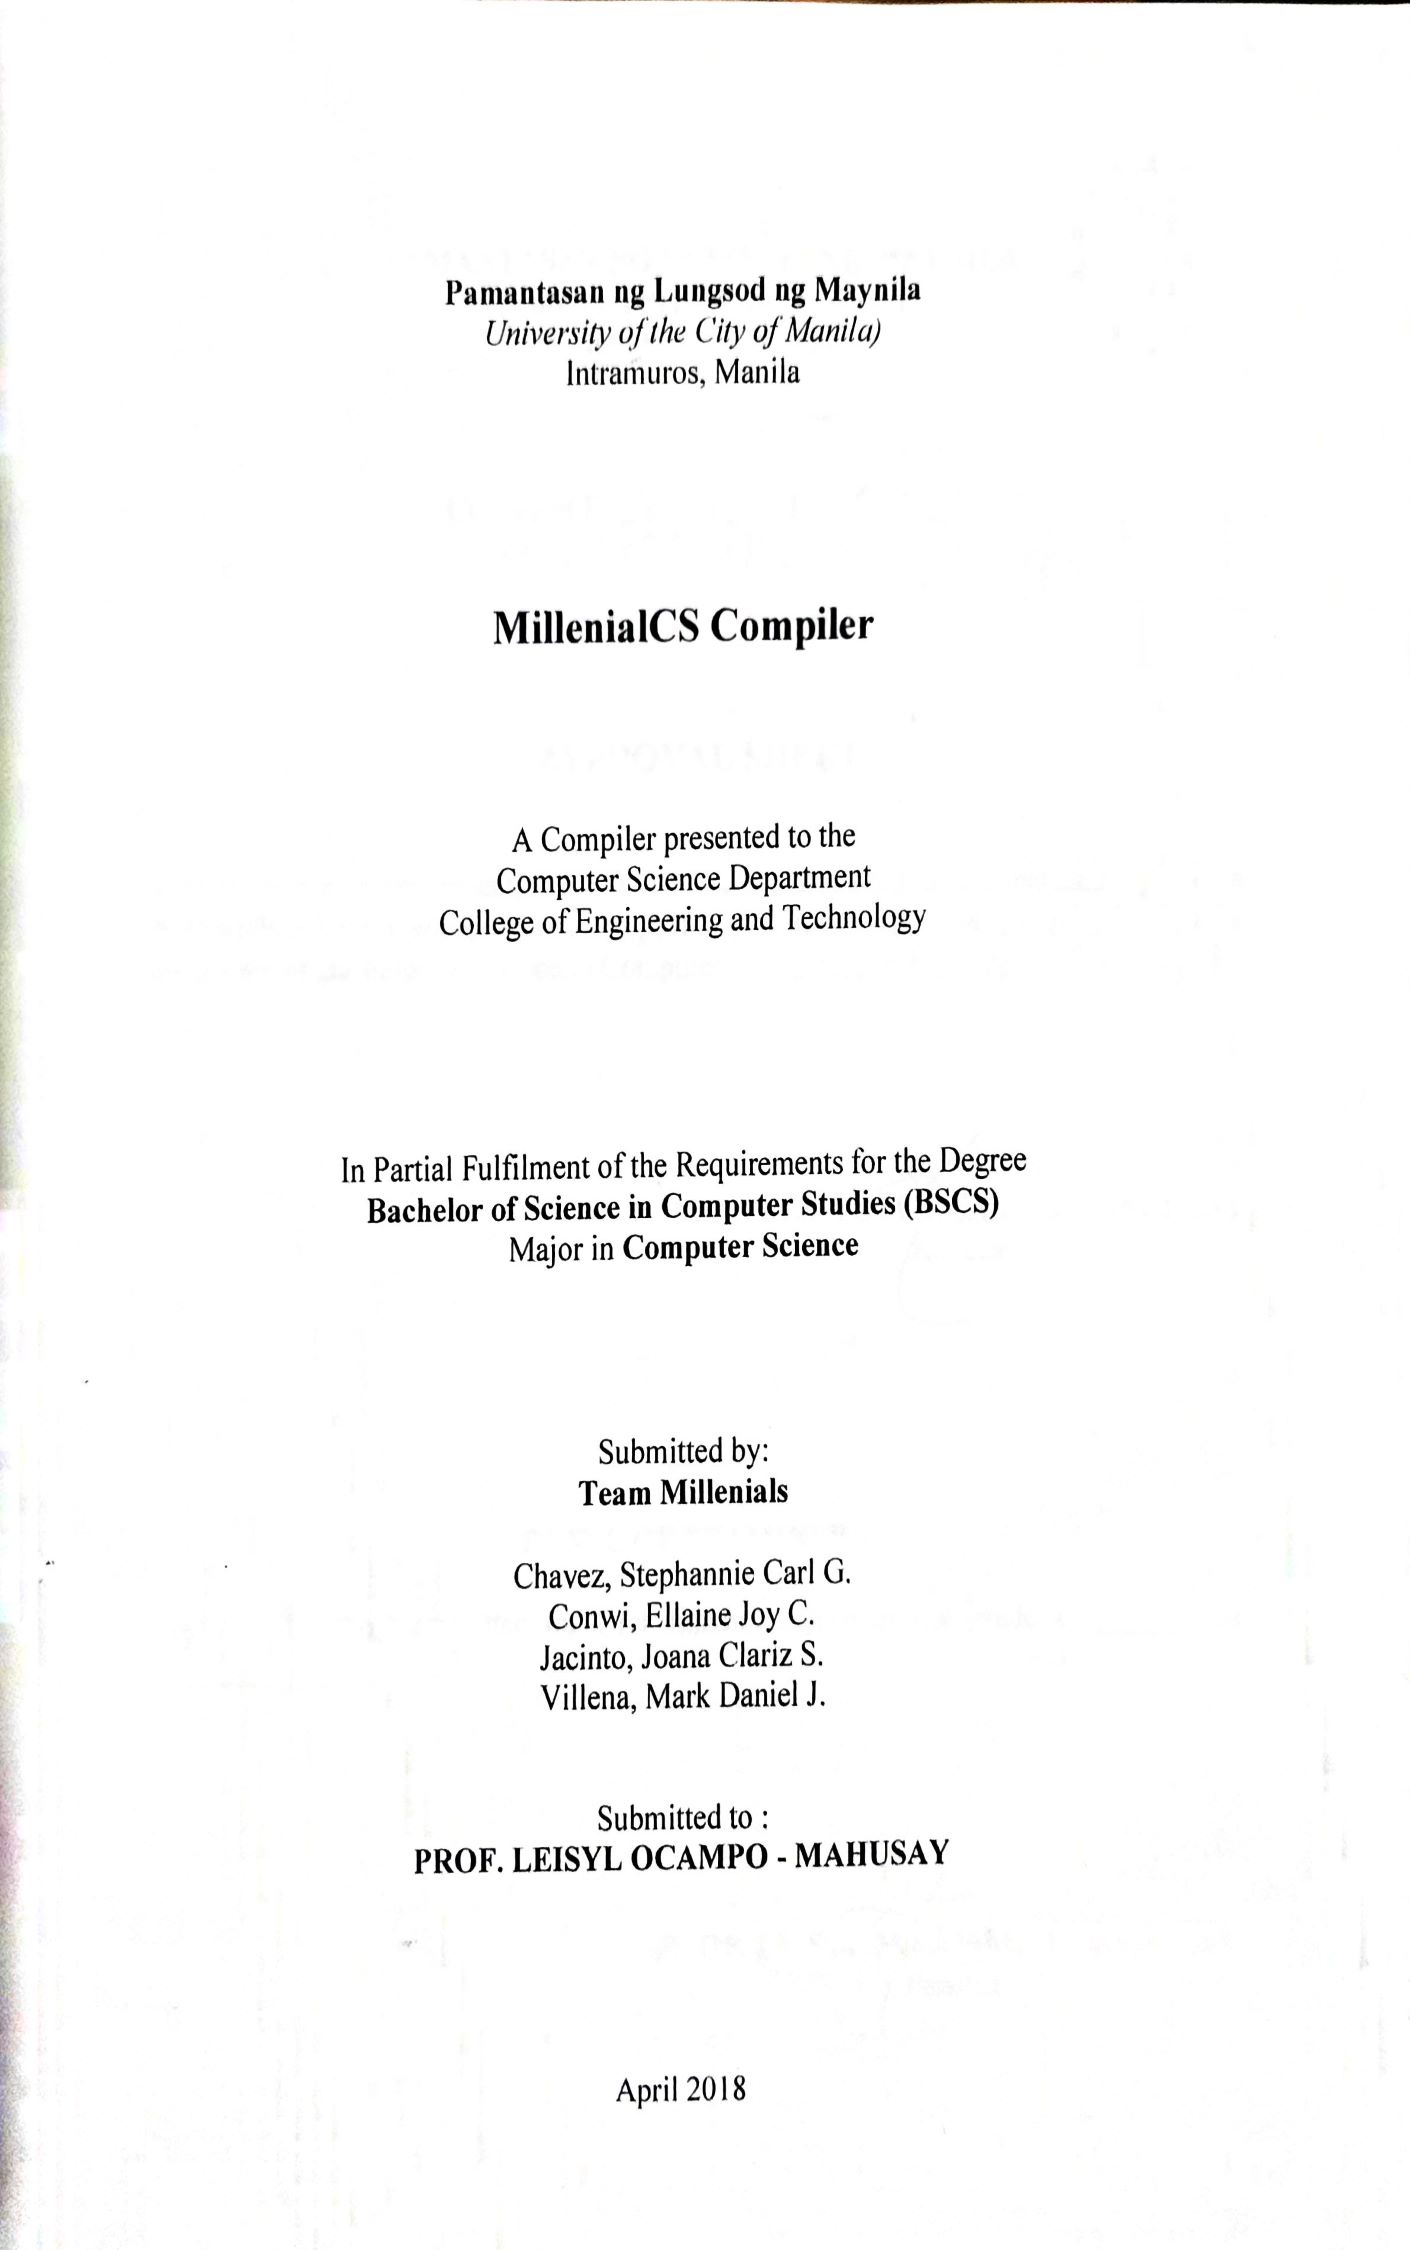 Pamantasan ng Lungsod ng Maynila
University of the City of Manila)
Intramuros, Manila
MillenialCS Compiler
A Compiler presented to the
Computer Science Department
College of Engineering and Technology
In Partial Fulfilment of the Requirements for the Degree
Bachelor of Science in Computer Studies (BSCS)
Major in Computer Science
Submitted by:
Team Millenials
Chavez, Stephannie Carl G.
Conwi, Ellaine Joy C.
Jacinto, Joana Clariz S.
Villena, Mark Daniel J.
Submitted to :
PROF. LEISYL OCAMPO - MAHUSAY
April 2018